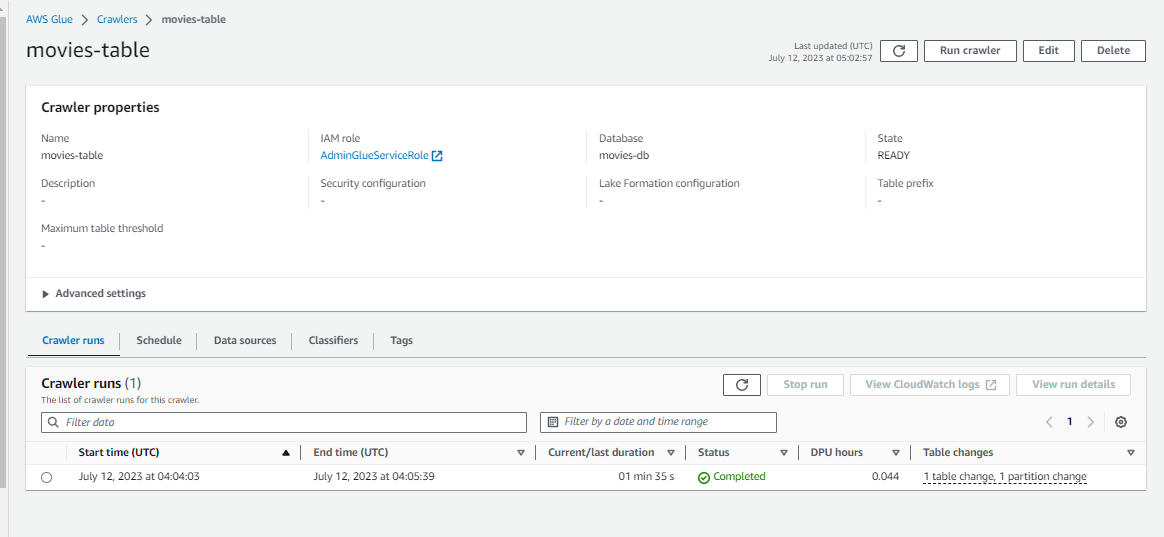 AWS Glue > Crawlers > movies-table
movies-table
Last updated (UTC)
July 12, 2023 at 05:02:57
Run crawler
Edit
Delete
Crawler properties
Name
movies-table
IAM role
AdminGlueServiceRole
Database
movies-db
State
READY
Description
-
Security configuration
-
Lake Formation configuration
-
Table prefix
-
Maximum table threshold
-
Advanced settings
Crawler runs
Schedule
Data sources
Classifiers
Tags
Crawler runs (1)
The list of crawler runs for this crawler.
Stop run
View CloudWatch logs
View run details
Filter data
Filter by a date and time range
< 1 >
Start time (UTC) End time (UTC) Current/last duration Status DPU hours Table changes
July 12, 2023 at 04:04:03 July 12, 2023 at 04:05:39 01 min 35 s Completed 0.044 1 table change, 1 partition change